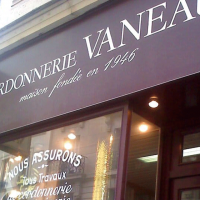 RDONNERIE VANEA
maison fondée en 1946
NOUS ASSURONS
Tous Travaux
cordonnerie